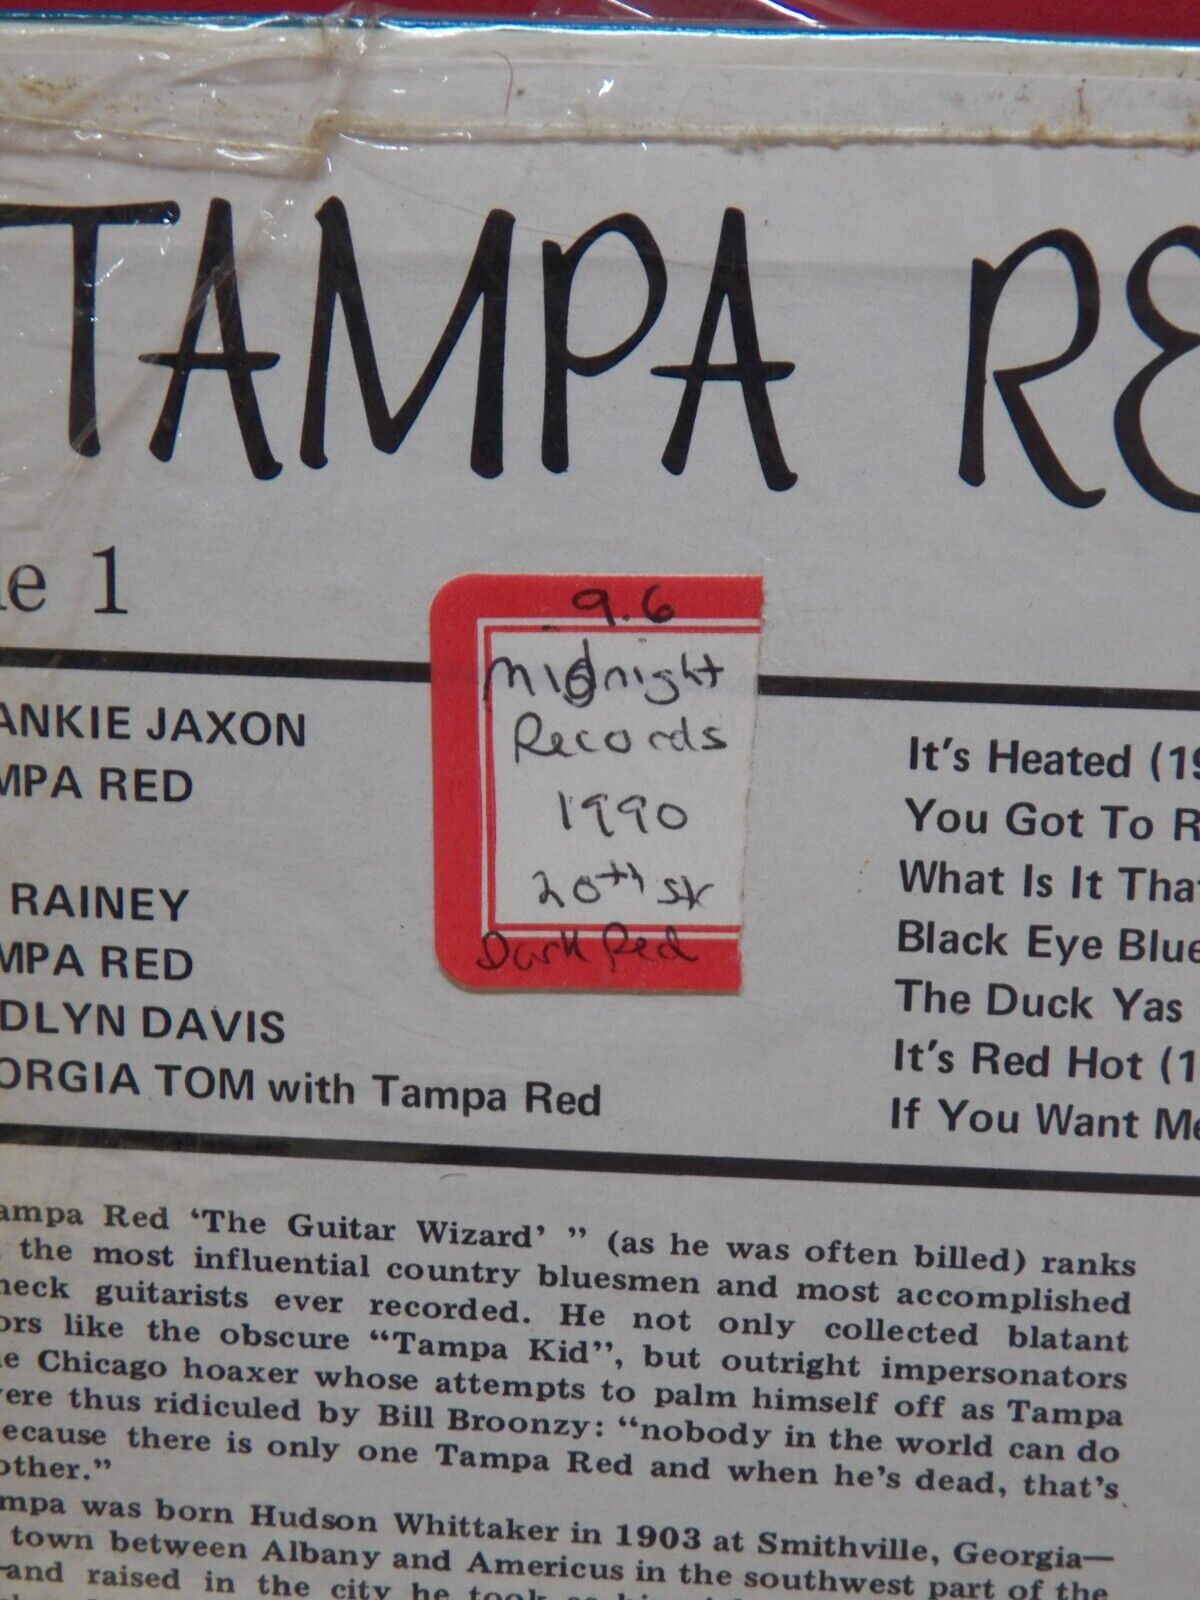 TAMPA RE
e 1
9.6
Midnight
Records
1990
20th St
Dark Red
ANKIE JAXON
MPA RED
RAINEY
MPA RED
DLYN DAVIS
ORGIA TOM with Tampa Red
It's Heated (19
You Got To R
What Is It Tha
Black Eye Blue
The Duck Yas
It's Red Hot (1
If You Want Me
ampa Red ‘The Guitar Wizard’ ” (as he was often billed) ranks
the most influential country bluesmen and most accomplished
neck guitarists ever recorded. He not only collected blatant
ors like the obscure “Tampa Kid”, but outright impersonators
e Chicago hoaxer whose attempts to palm himself off as Tampa
ere thus ridiculed by Bill Broonzy: “nobody in the world can do
ecause there is only one Tampa Red and when he's dead, that's
other.”
mpa was born Hudson Whittaker in 1903 at Smithville, Georgia—
town between Albany and Americus in the southwest part of the
—and raised in the city he took as